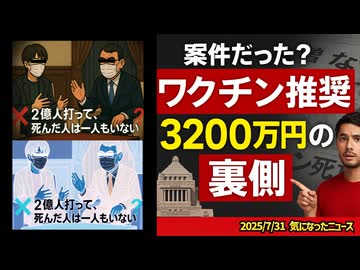 ×2億人打って、?
死んだ人は一人もいない
×2億人打って、?
死んだ人は一人もいない
案件だった?
ワクチン推奨
3200万円の
裏側
2025/7/31 気になったニュース